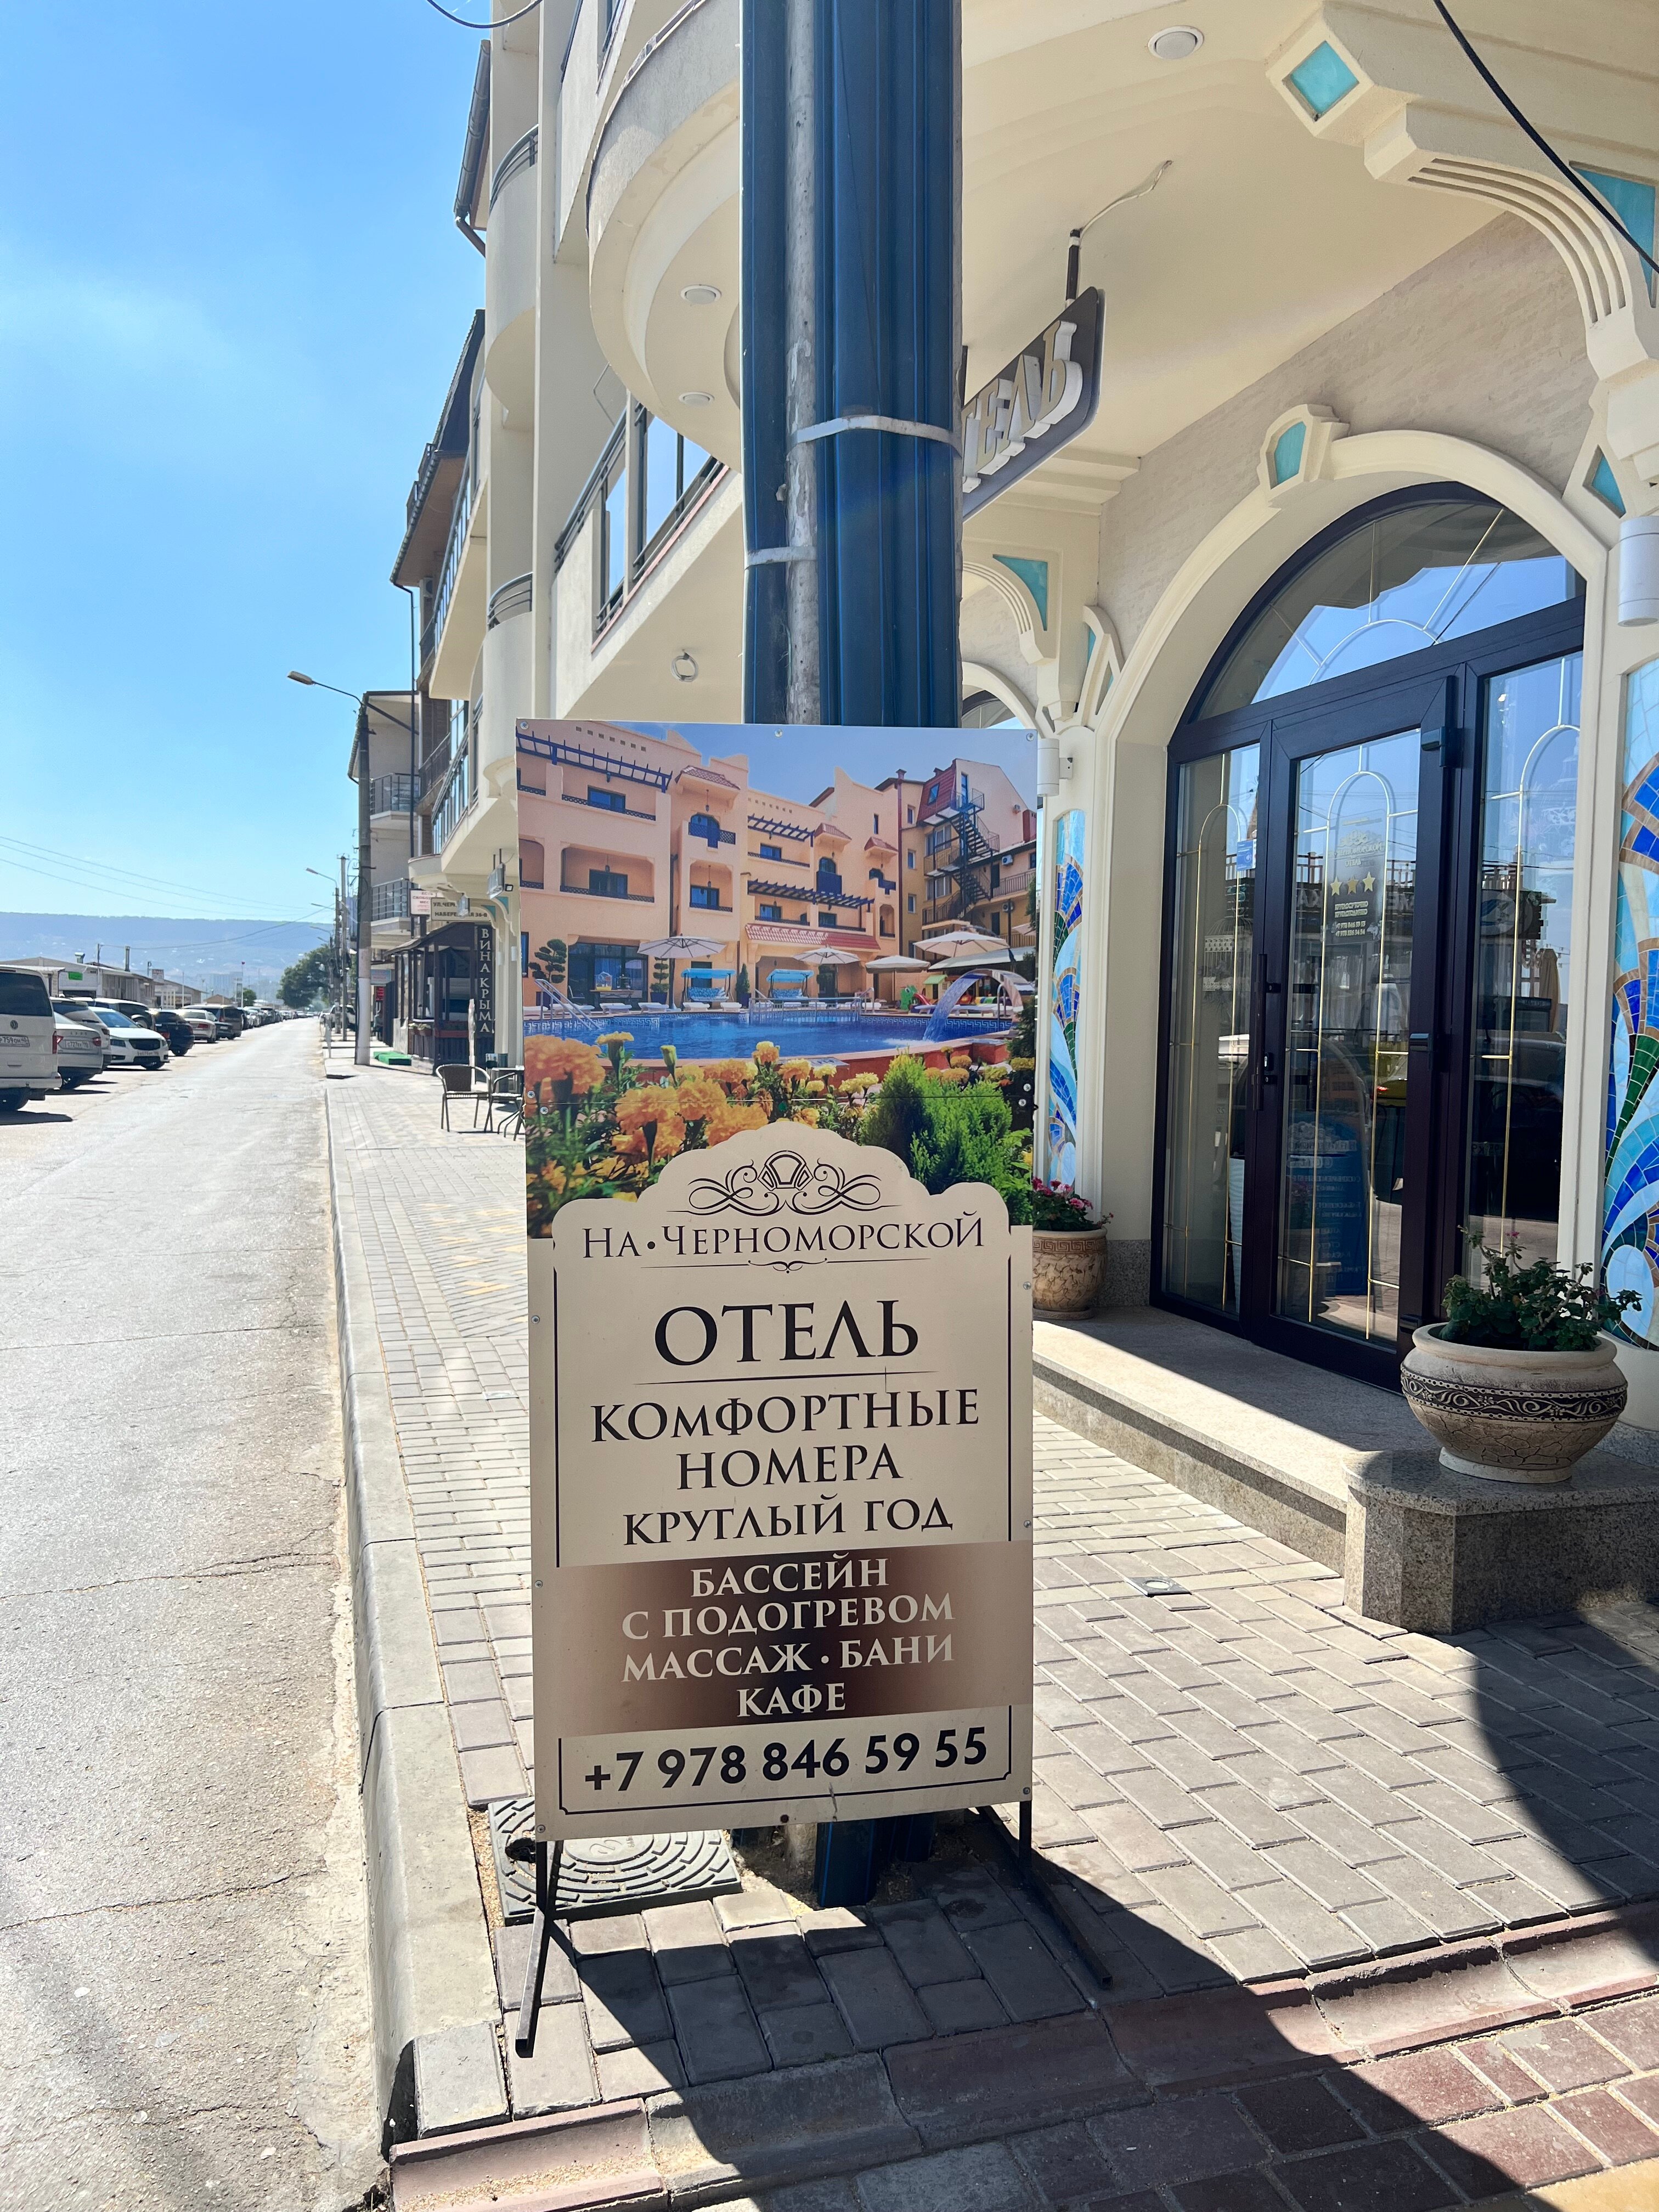 ТЕЛЬ
ВИНА КРЫМА
НА•ЧЕРНОМОРСКОЙ
ОТЕЛЬ
КОМФОРТНЫЕ
НОМЕРА
КРУГЛЫЙ ГОД
БАССЕЙН
С ПОДОГРЕВОМ
МАССАЖ • БАНИ
КАФЕ
+7 978 846 59 55